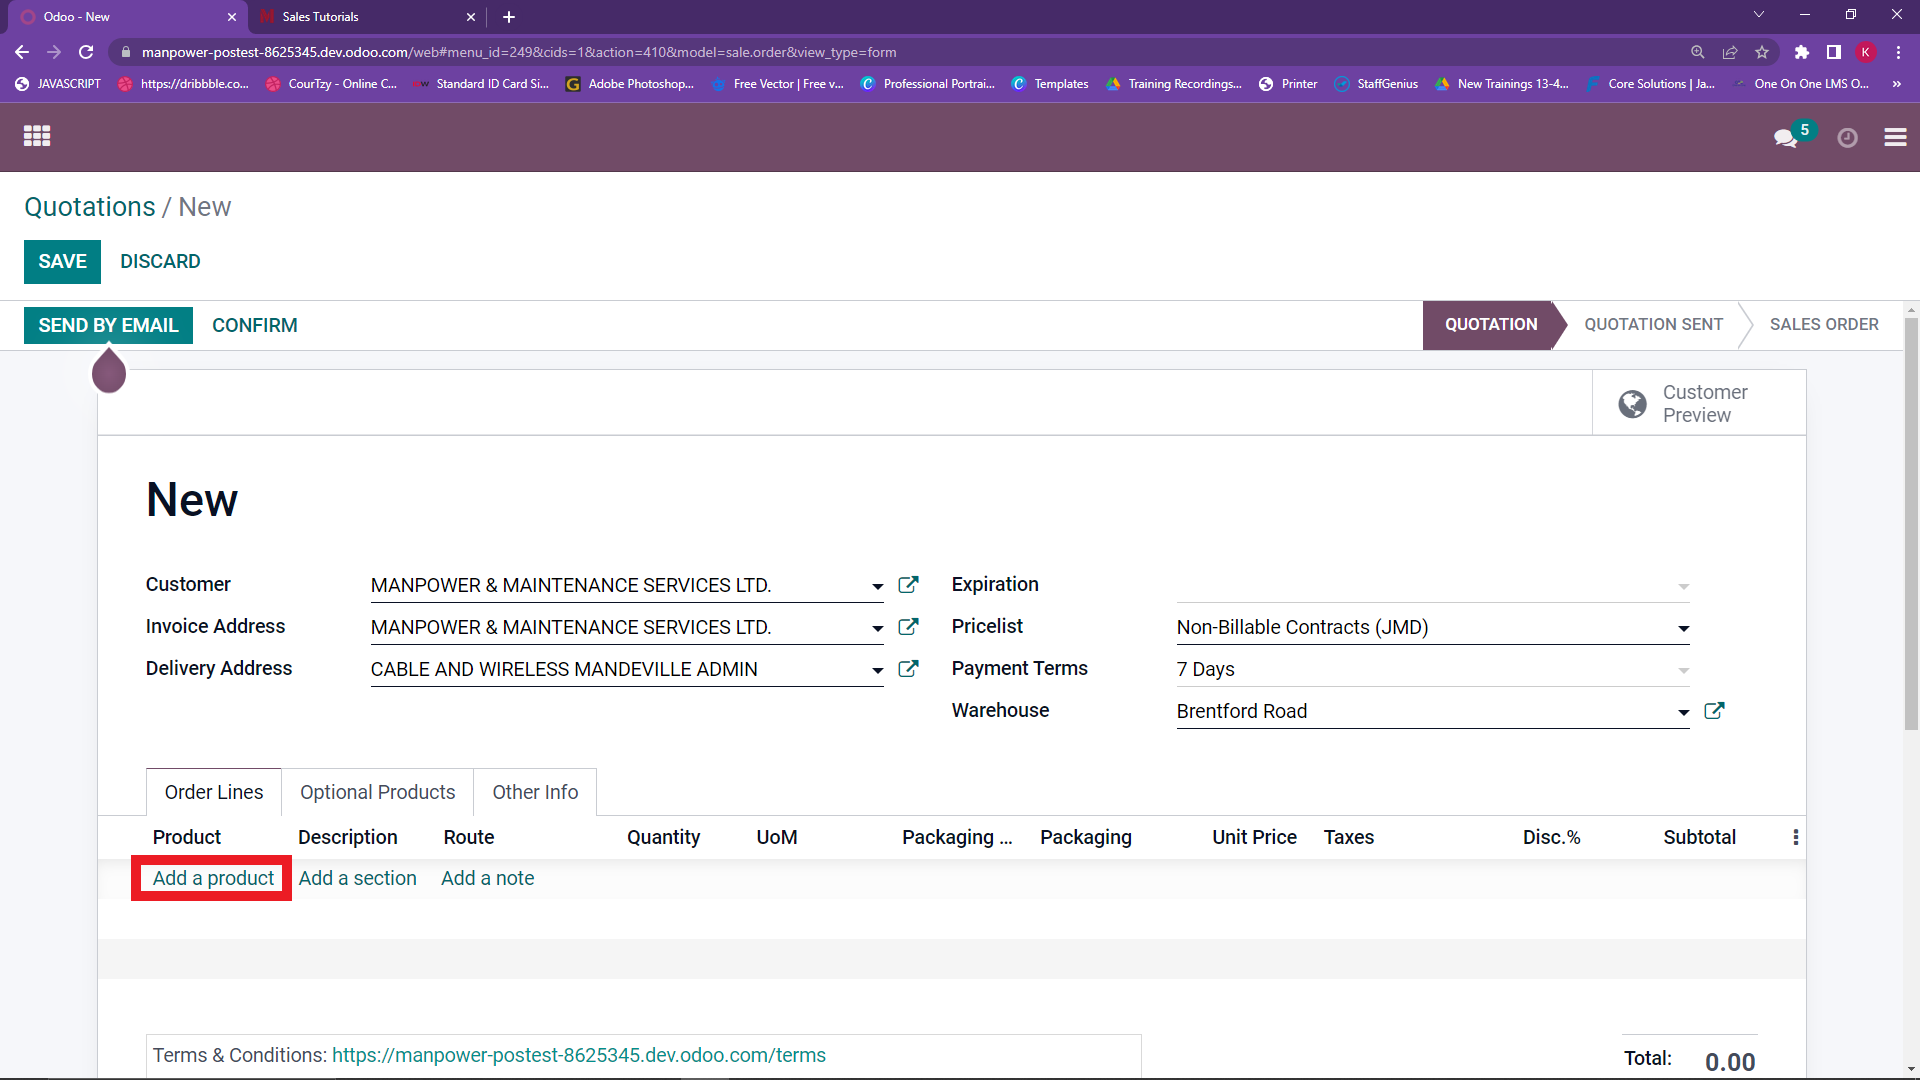 Odoo - New
Sales Tutorials
manpower-postest-8625345.dev.odoo.com/web#menu_id=249&cids=1&action=410&model=sale.order&view_type=form
K
JAVASCRIPT
https://dribbble.co...
CourTzy - Online C...
Standard ID Card Si...
Adobe Photoshop...
Free Vector | Free v...
Professional Portrai...
Templates
Training Recordings...
Printer
StaffGenius
New Trainings 13-4...
Core Solutions | Ja...
One On One LMS O...
»
5
Quotations / New
SAVE DISCARD
SEND BY EMAIL CONFIRM
QUOTATION QUOTATION SENT SALES ORDER
Customer
Preview
New
Customer MANPOWER & MAINTENANCE SERVICES LTD.
Expiration
Invoice Address MANPOWER & MAINTENANCE SERVICES LTD.
Pricelist Non-Billable Contracts (JMD)
Delivery Address CABLE AND WIRELESS MANDEVILLE ADMIN
Payment Terms 7 Days
Warehouse Brentford Road
Order Lines Optional Products Other Info
Product Description Route Quantity UoM Packaging ... Packaging Unit Price Taxes Disc.% Subtotal
Add a product Add a section Add a note
Terms & Conditions: https://manpower-postest-8625345.dev.odoo.com/terms
Total: 0.00